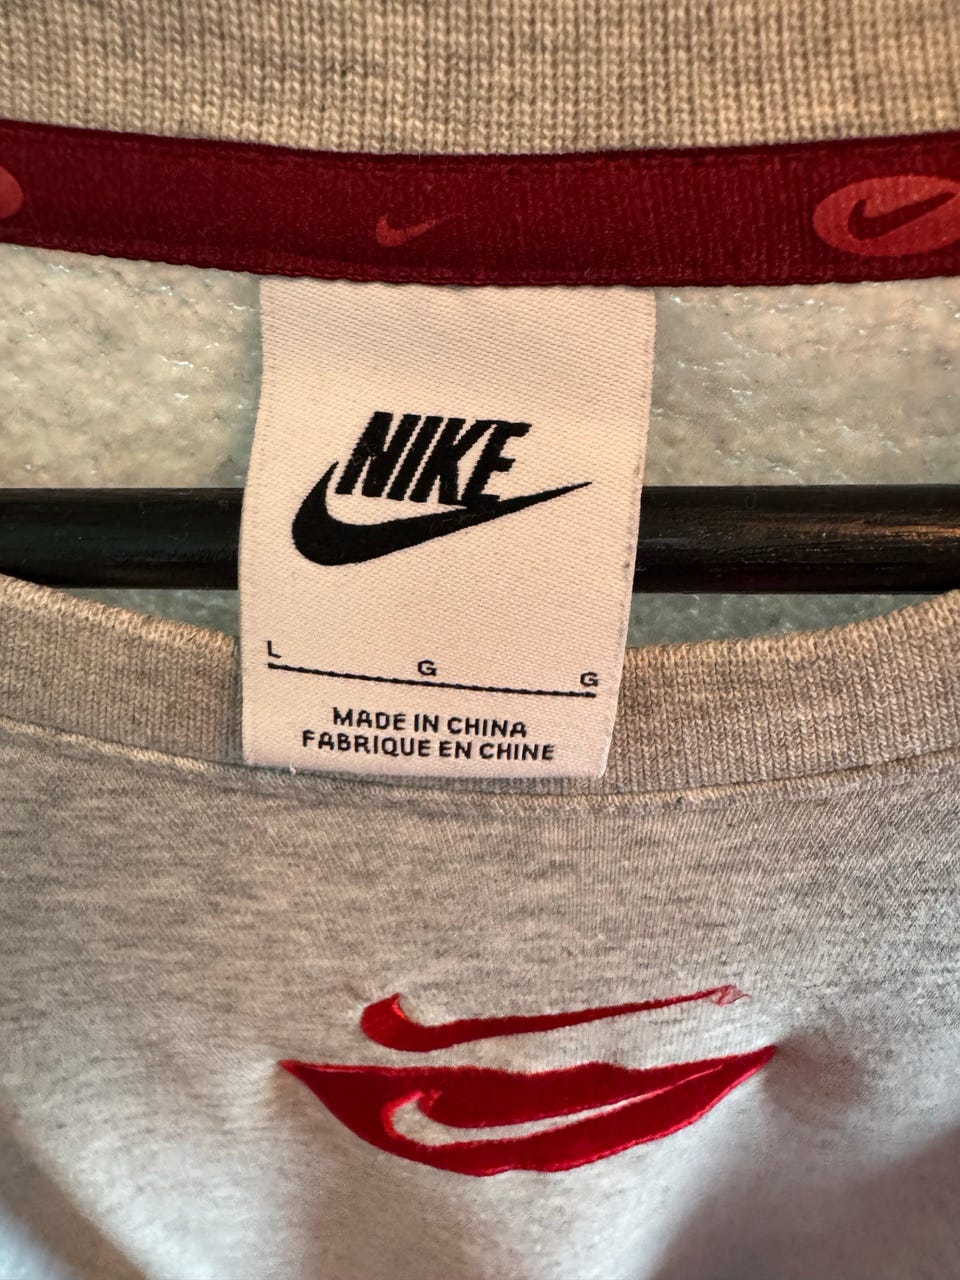 NIKE
L G G
MADE IN CHINA
FABRIQUE EN CHINE